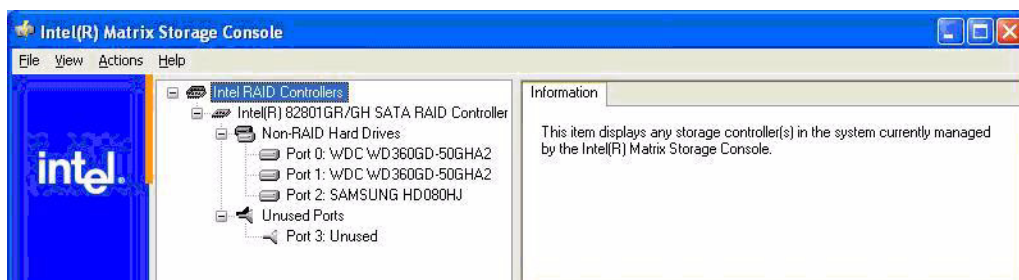 Intel(R) Matrix Storage Console
File View Actions Help
intel.
Intel RAID Controllers
Intel(R) 82801GR/GH SATA RAID Controller
Non-RAID Hard Drives
Port 0: WDC WD360GD-50GHA2
Port 1: WDC WD360GD-50GHA2
Port 2: SAMSUNG HD080HJ
Unused Ports
Port 3: Unused
Information
This item displays any storage controller(s) in the system currently managed
by the Intel(R) Matrix Storage Console.